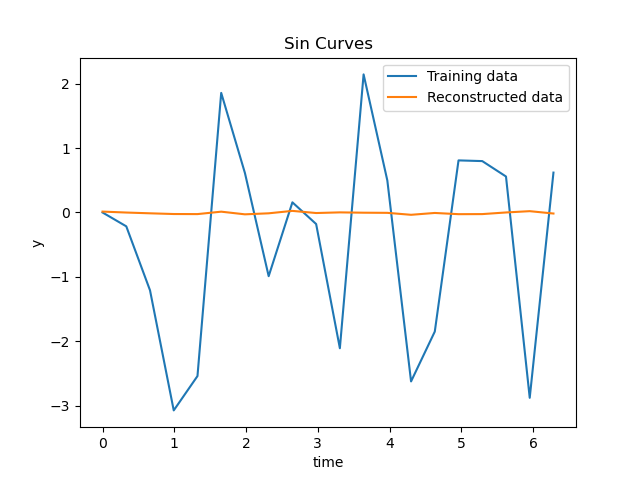 Sin Curves
Training data
Reconstructed data
2
1
0
−1
−2
−3
y
0
1
2
3
4
5
6
time